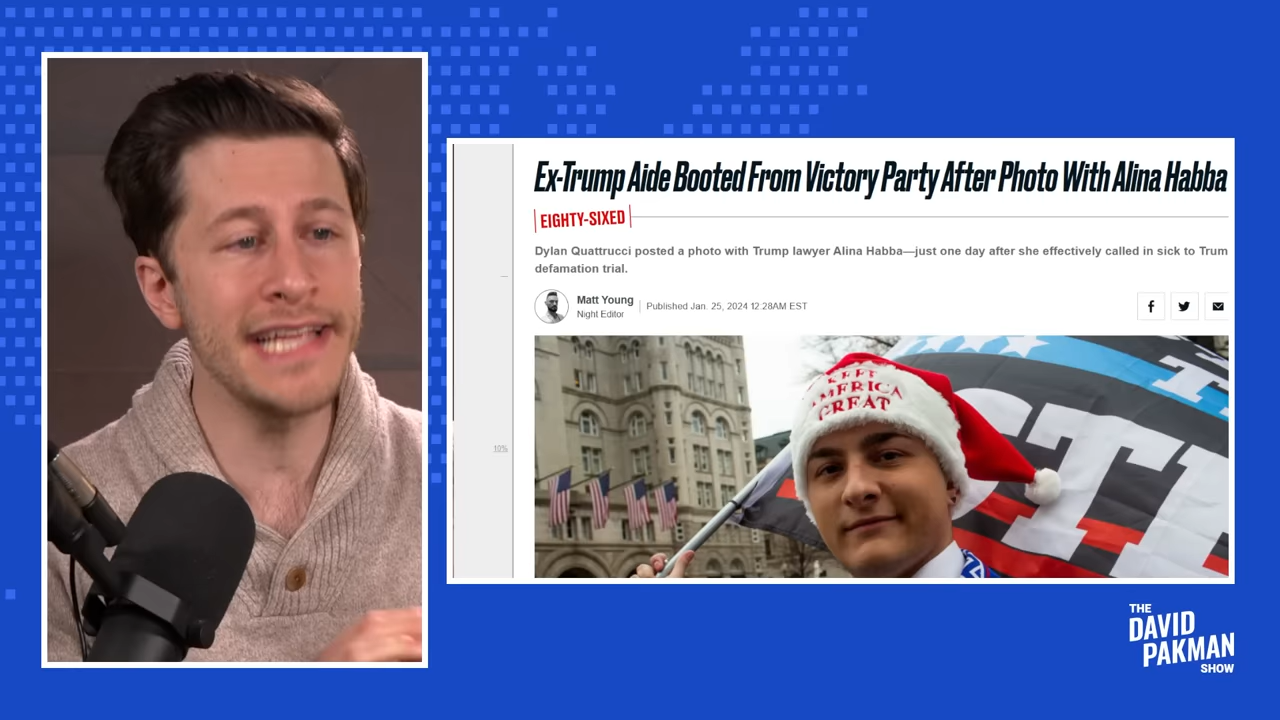 Ex-Trump Aide Booted From Victory Party After Photo With Alina Habba
EIGHTY-SIXED
Dylan Quattrucci posted a photo with Trump lawyer Alina Habba—just one day after she effectively called in sick to Trum
defamation trial.
Matt Young
Published Jan. 25, 2024 12:28AM EST
Night Editor
10%
KEEP
AMERICA
GREAT
THE
DAVID
PAKMAN
SHOW